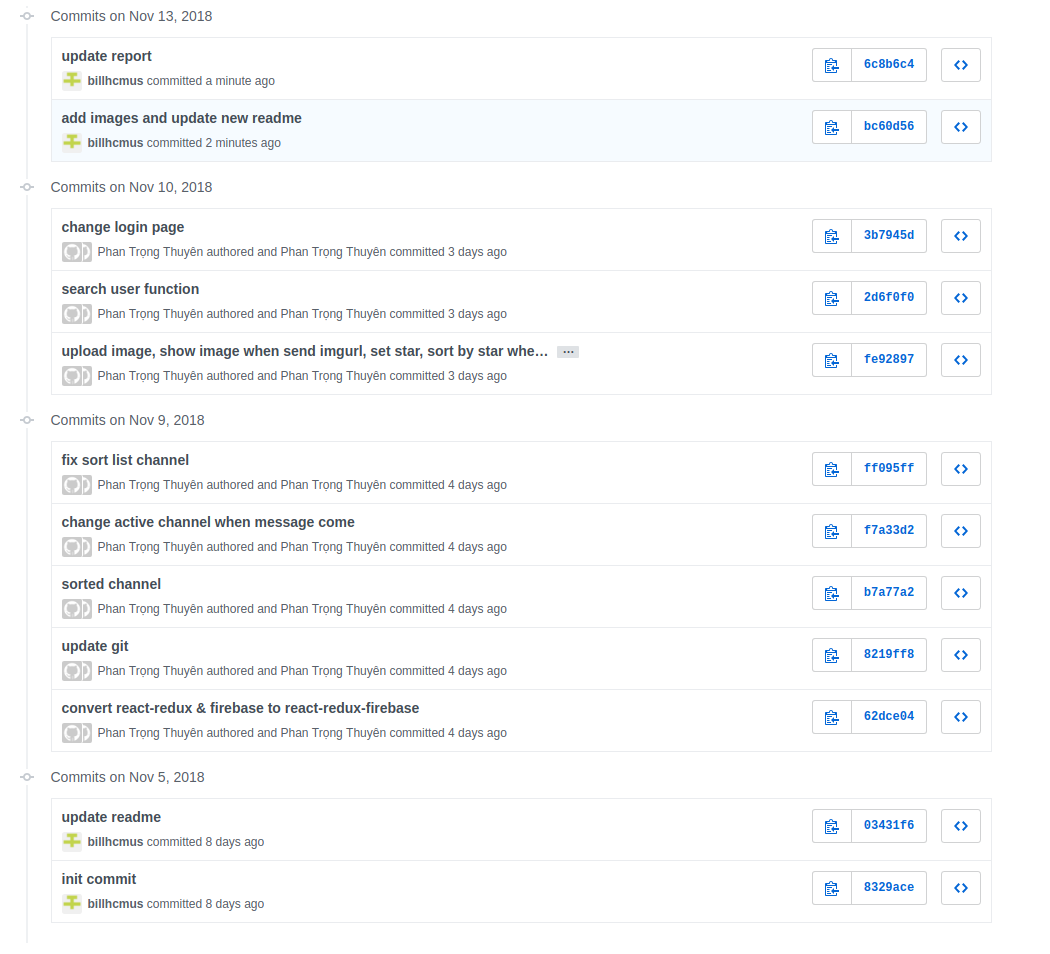 Commits on Nov 13, 2018
update report
6c8b6c4
billhcmus committed a minute ago
add images and update new readme
bc60d56
billhcmus committed 2 minutes ago
Commits on Nov 10, 2018
change login page
3b7945d
Phan Trọng Thuyên authored and Phan Trọng Thuyên committed 3 days ago
search user function
2d6f0f0
Phan Trọng Thuyên authored and Phan Trọng Thuyên committed 3 days ago
upload image, show image when send imgurl, set star, sort by star whe… …
fe92897
Phan Trọng Thuyên authored and Phan Trọng Thuyên committed 3 days ago
Commits on Nov 9, 2018
fix sort list channel
ff095ff
Phan Trọng Thuyên authored and Phan Trọng Thuyên committed 4 days ago
change active channel when message come
f7a33d2
Phan Trọng Thuyên authored and Phan Trọng Thuyên committed 4 days ago
sorted channel
b7a77a2
Phan Trọng Thuyên authored and Phan Trọng Thuyên committed 4 days ago
update git
8219ff8
Phan Trọng Thuyên authored and Phan Trọng Thuyên committed 4 days ago
convert react-redux & firebase to react-redux-firebase
62dce04
Phan Trọng Thuyên authored and Phan Trọng Thuyên committed 4 days ago
Commits on Nov 5, 2018
update readme
03431f6
billhcmus committed 8 days ago
init commit
8329ace
billhcmus committed 8 days ago